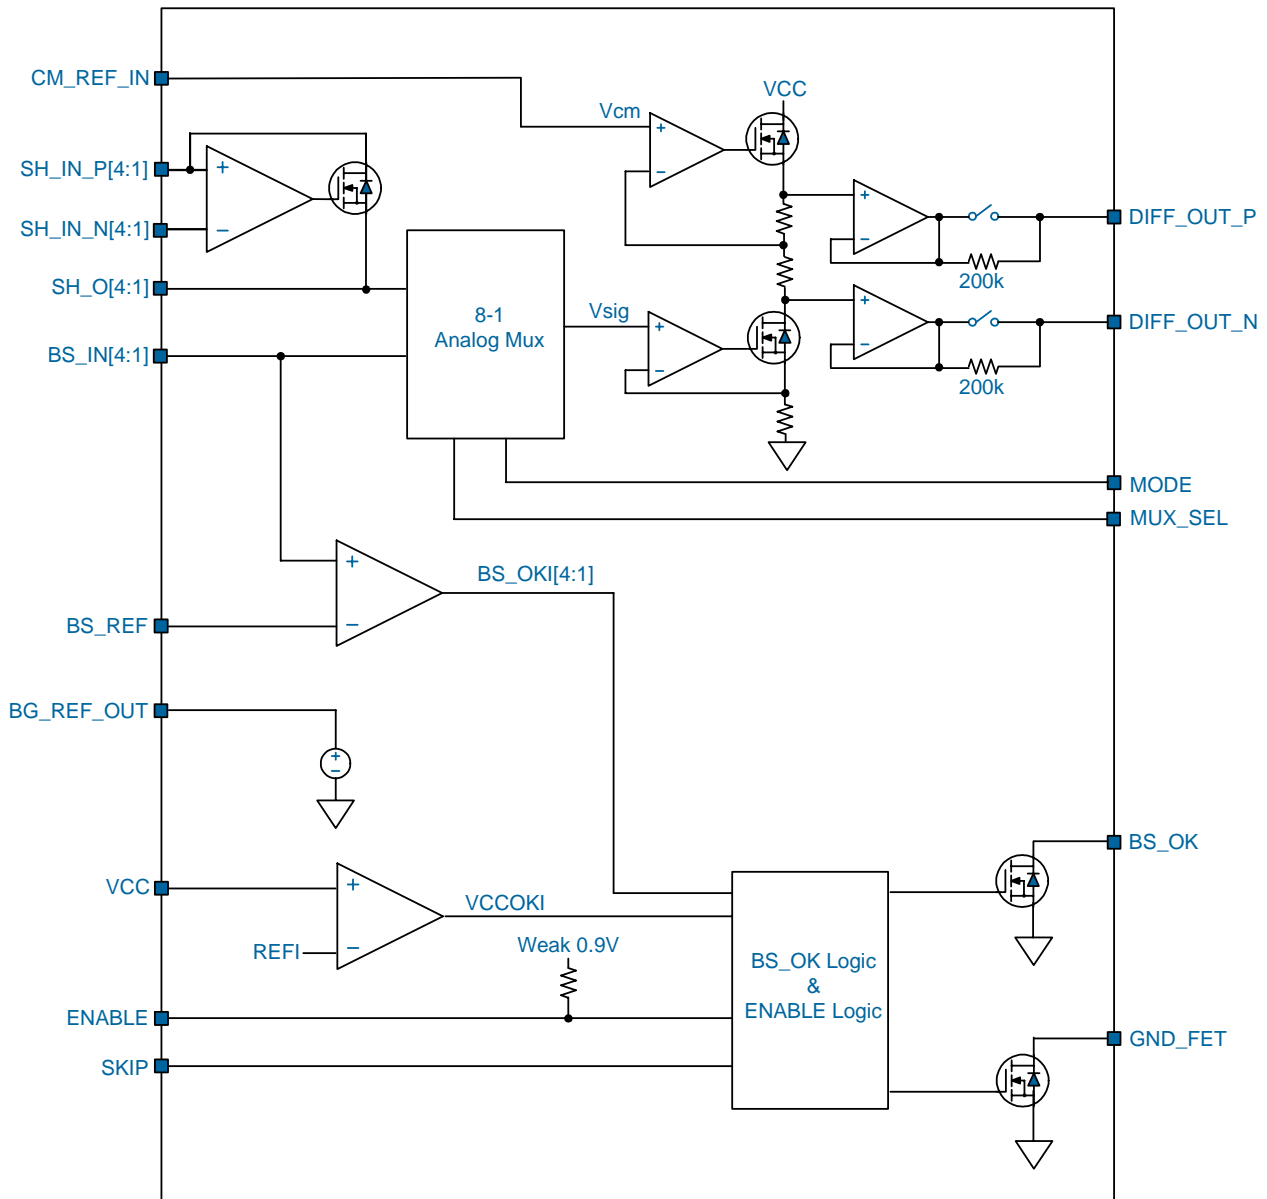 CM_REF_IN
Vcm
VCC
+
−
SH_IN_P[4:1]
+
+
DIFF_OUT_P
SH_IN_N[4:1]
−
−
200k
SH_O[4:1]
8-1
Analog Mux
Vsig
+
−
+
DIFF_OUT_N
BS_IN[4:1]
−
200k
MODE
MUX_SEL
+
BS_OKI[4:1]
BS_REF
−
BG_REF_OUT
+
−
BS_OK
VCC
+
VCCOKI
REFI
−
Weak 0.9V
BS_OK Logic
&
ENABLE Logic
ENABLE
GND_FET
SKIP